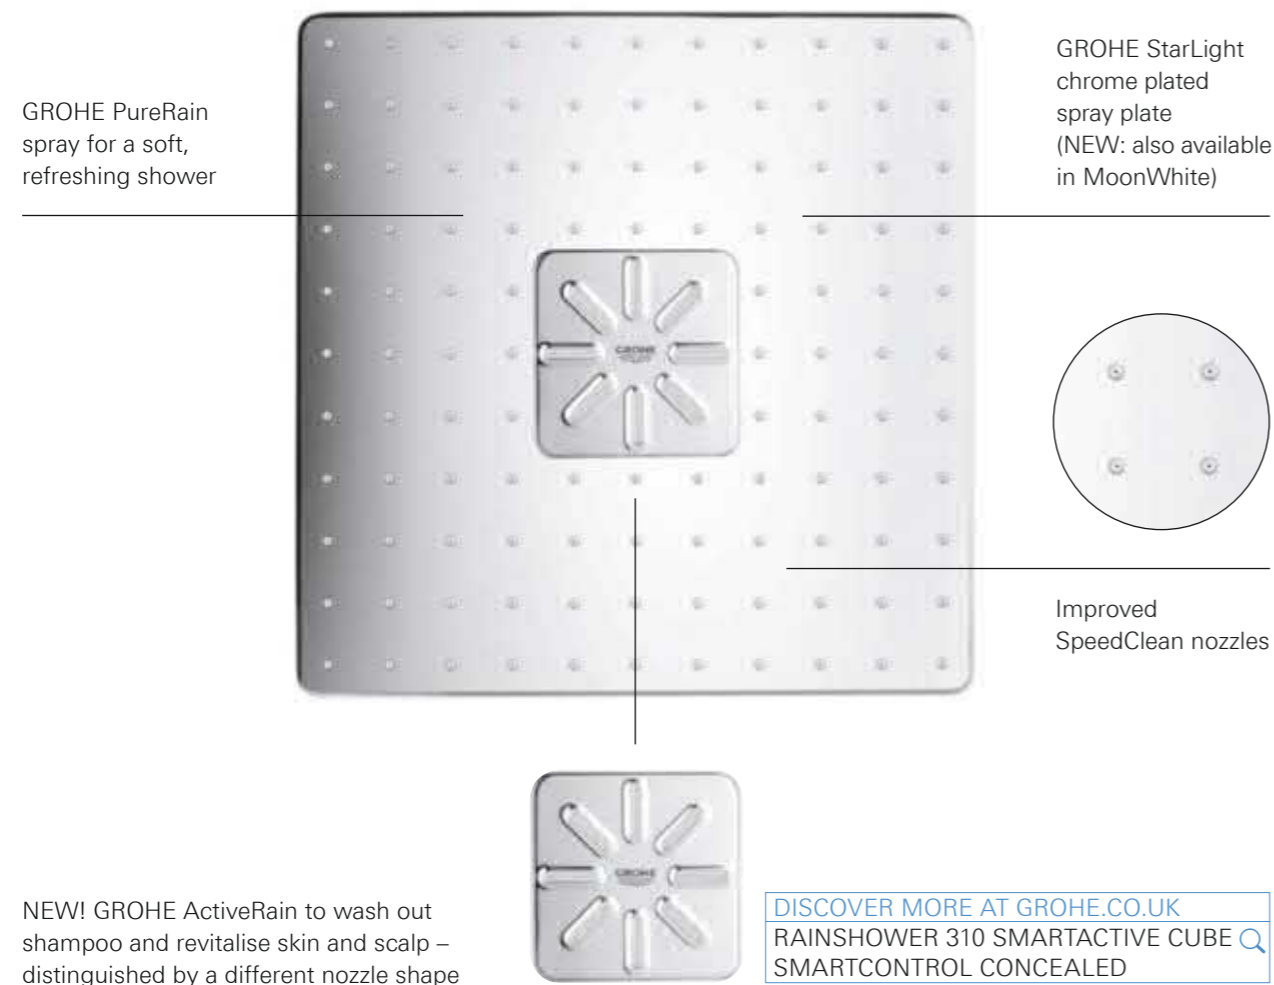 GROHE PureRain
spray for a soft,
refreshing shower
GROHE StarLight
chrome plated
spray plate
(NEW: also available
in MoonWhite)
GROHE
Improved
SpeedClean nozzles
GROHE
NEW! GROHE ActiveRain to wash out
shampoo and revitalise skin and scalp –
distinguished by a different nozzle shape
DISCOVER MORE AT GROHE.CO.UK
RAINSHOWER 310 SMARTACTIVE CUBE
SMARTCONTROL CONCEALED